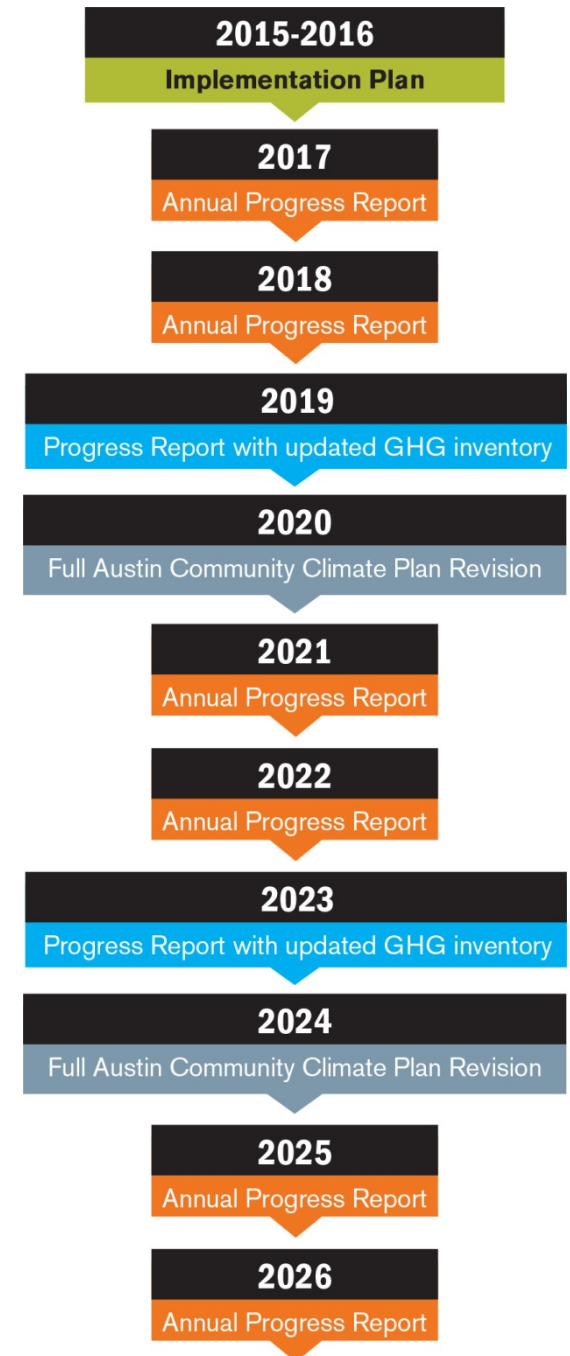 2015-2016
Implementation Plan
2017
Annual Progress Report
2018
Annual Progress Report
2019
Progress Report with updated GHG inventory
2020
Full Austin Community Climate Plan Revision
2021
Annual Progress Report
2022
Annual Progress Report
2023
Progress Report with updated GHG inventory
2024
Full Austin Community Climate Plan Revision
2025
Annual Progress Report
2026
Annual Progress Report